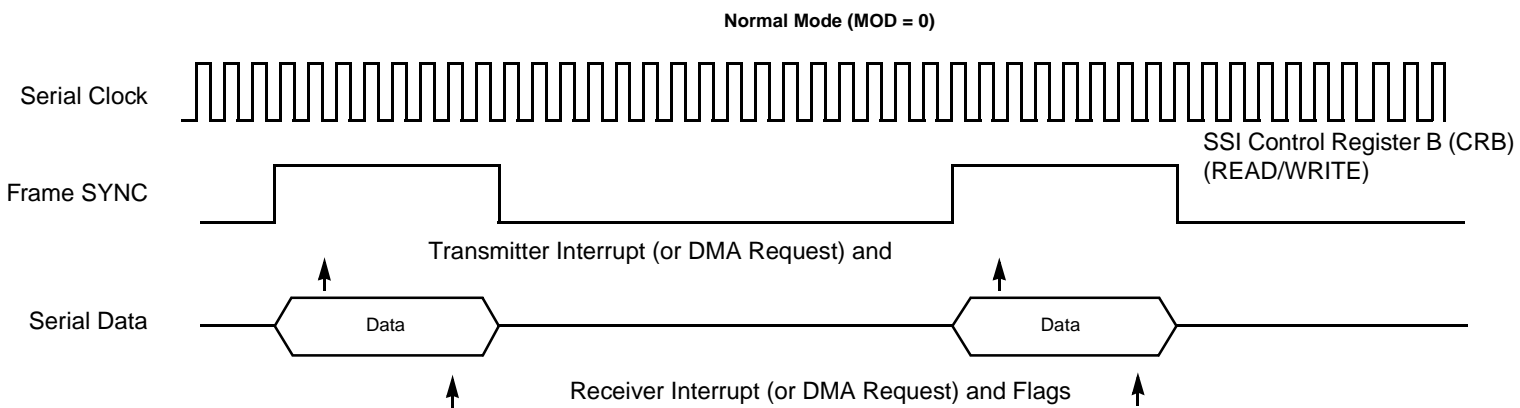 Normal Mode (MOD = 0)
Serial Clock
SSI Control Register B (CRB)
(READ/WRITE)
Frame SYNC
Transmitter Interrupt (or DMA Request) and
Serial Data
Data
Data
Receiver Interrupt (or DMA Request) and Flags